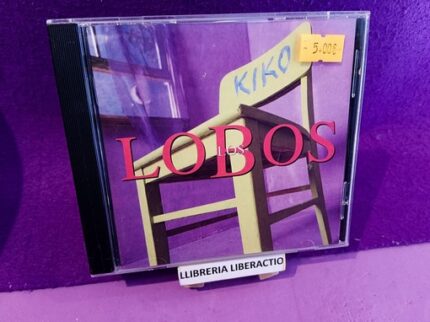 5.00€
KIKO
LOS
LOBOS
LLIBRERIA LIBERACTIO